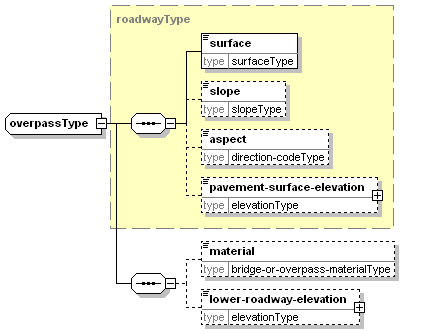 roadwayType
surface
type surfaceType
slope
type slopeType
overpassType
aspect
type direction-codeType
pavement-surface-elevation
type elevationType
material
type bridge-or-overpass-materialType
lower-roadway-elevation
type elevationType